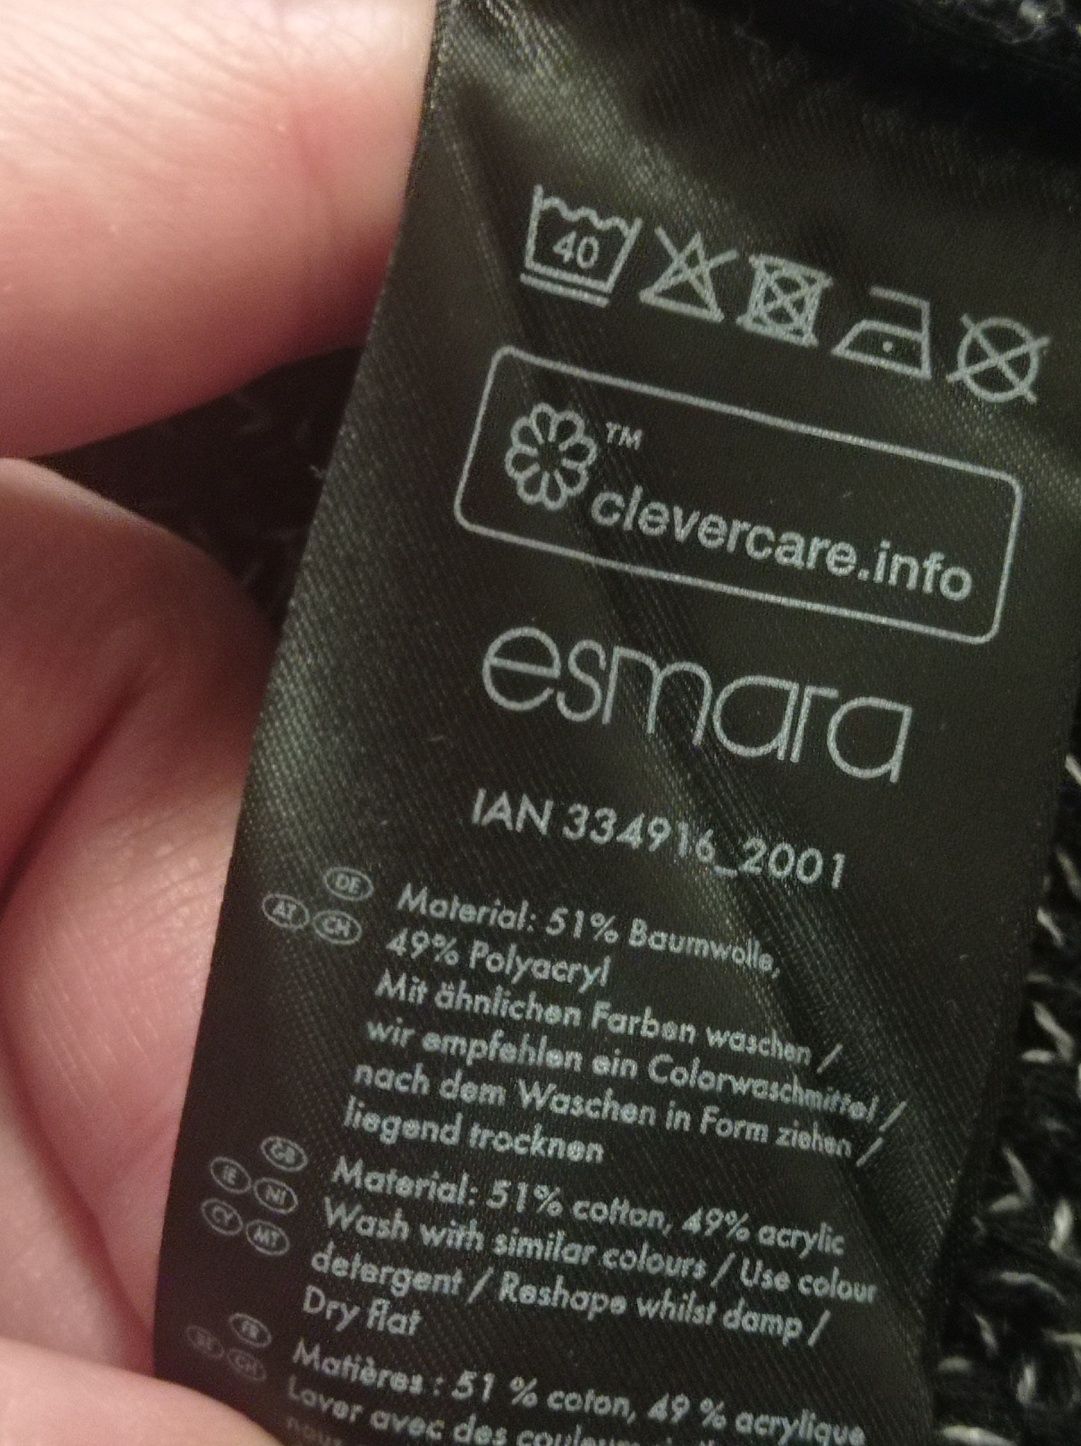 40
™
clevercare.info
esmara
IAN 334916_2001
DE
AT CH
Material: 51% Baumwolle,
49% Polyacryl
Mit ähnlichen Farben waschen /
wir empfehlen ein Colorwaschmittel /
nach dem Waschen in Form ziehen /
liegend trocknen
GB
IE NI
CY MT
Material: 51% cotton, 49% acrylic
Wash with similar colours / Use colour
detergent / Reshape whilst damp /
Dry flat
FR
BE CH
Matières : 51 % coton, 49 % acrylique
Laver avec des